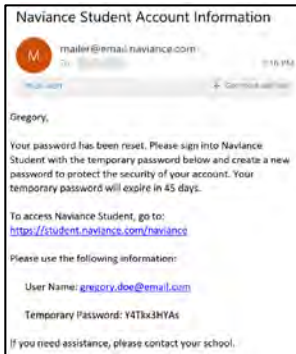 Naviance Student Account Information
M
mailer@email.naviance.com
To:
2:16 PM
Gregory,
Your password has been reset. Please sign into Naviance
Student with the temporary password below and create a new
password to protect the security of your account. Your
temporary password will expire in 45 days.
To access Naviance Student, go to:
https://student.naviance.com/naviance
Please use the following information:
User Name: gregory.doe@email.com
Temporary Password: Y4Tkx3HYAs
If you need assistance, please contact your school.